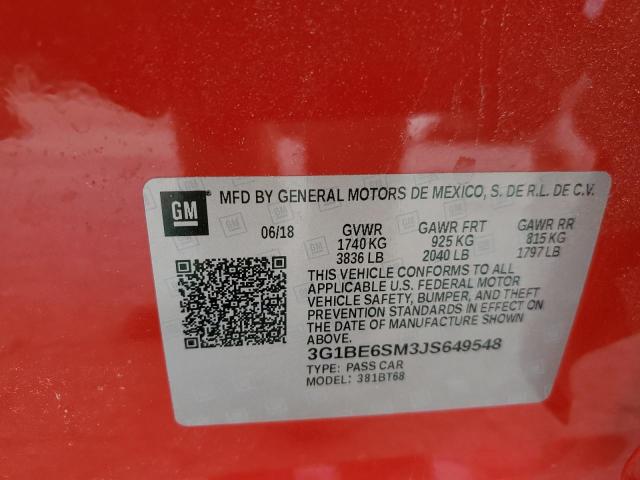 GM
MFD BY GENERAL MOTORS DE MEXICO, S. DE R.L. DE C.V.
06/18 GVWR GAWR FRT GAWR RR
1740 KG 925 KG 815 KG
3836 LB 2040 LB 1797 LB
THIS VEHICLE CONFORMS TO ALL
APPLICABLE U.S. FEDERAL MOTOR
VEHICLE SAFETY, BUMPER, AND THEFT
PREVENTION STANDARDS IN EFFECT ON
THE DATE OF MANUFACTURE SHOWN
ABOVE.
3G1BE6SM3JS649548
TYPE: PASS CAR
MODEL: 381BT68